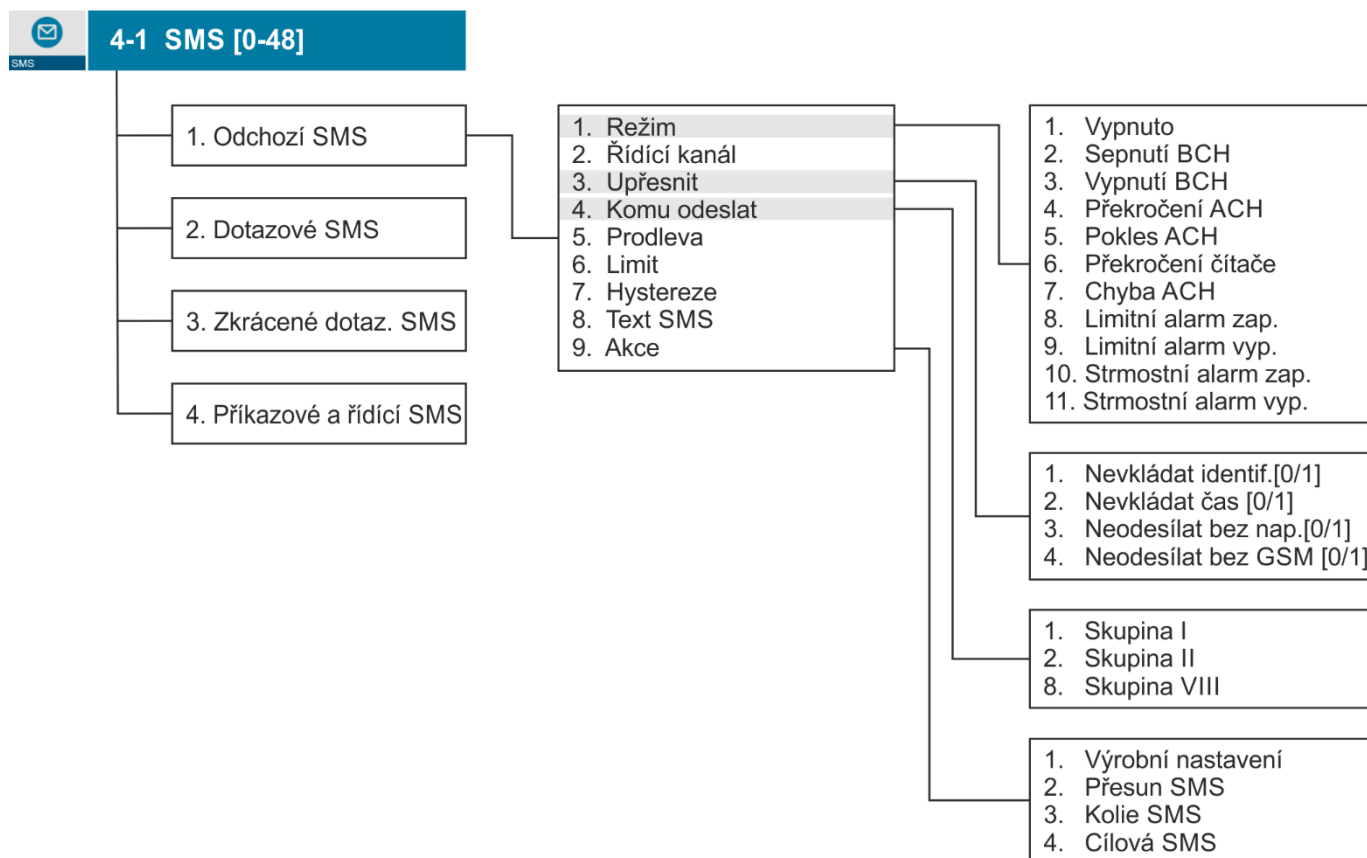 SMS
4-1 SMS [0-48]
1. Odchozí SMS
2. Dotazové SMS
3. Zkrácené dotaz. SMS
4. Příkazové a řídící SMS
1. Režim
2. Řídící kanál
3. Upřesnit
4. Komu odeslat
5. Prodleva
6. Limit
7. Hystereze
8. Text SMS
9. Akce
1. Vypnuto
2. Sepnutí BCH
3. Vypnutí BCH
4. Překročení ACH
5. Pokles ACH
6. Překročení čítače
7. Chyba ACH
8. Limitní alarm zap.
9. Limitní alarm vyp.
10. Strmostní alarm zap.
11. Strmostní alarm vyp.
1. Nevkládat identif.[0/1]
2. Nevkládat čas [0/1]
3. Neodesílat bez nap.[0/1]
4. Neodesílat bez GSM [0/1]
1. Skupina I
2. Skupina II
8. Skupina VIII
1. Výrobní nastavení
2. Přesun SMS
3. Kolie SMS
4. Cílová SMS